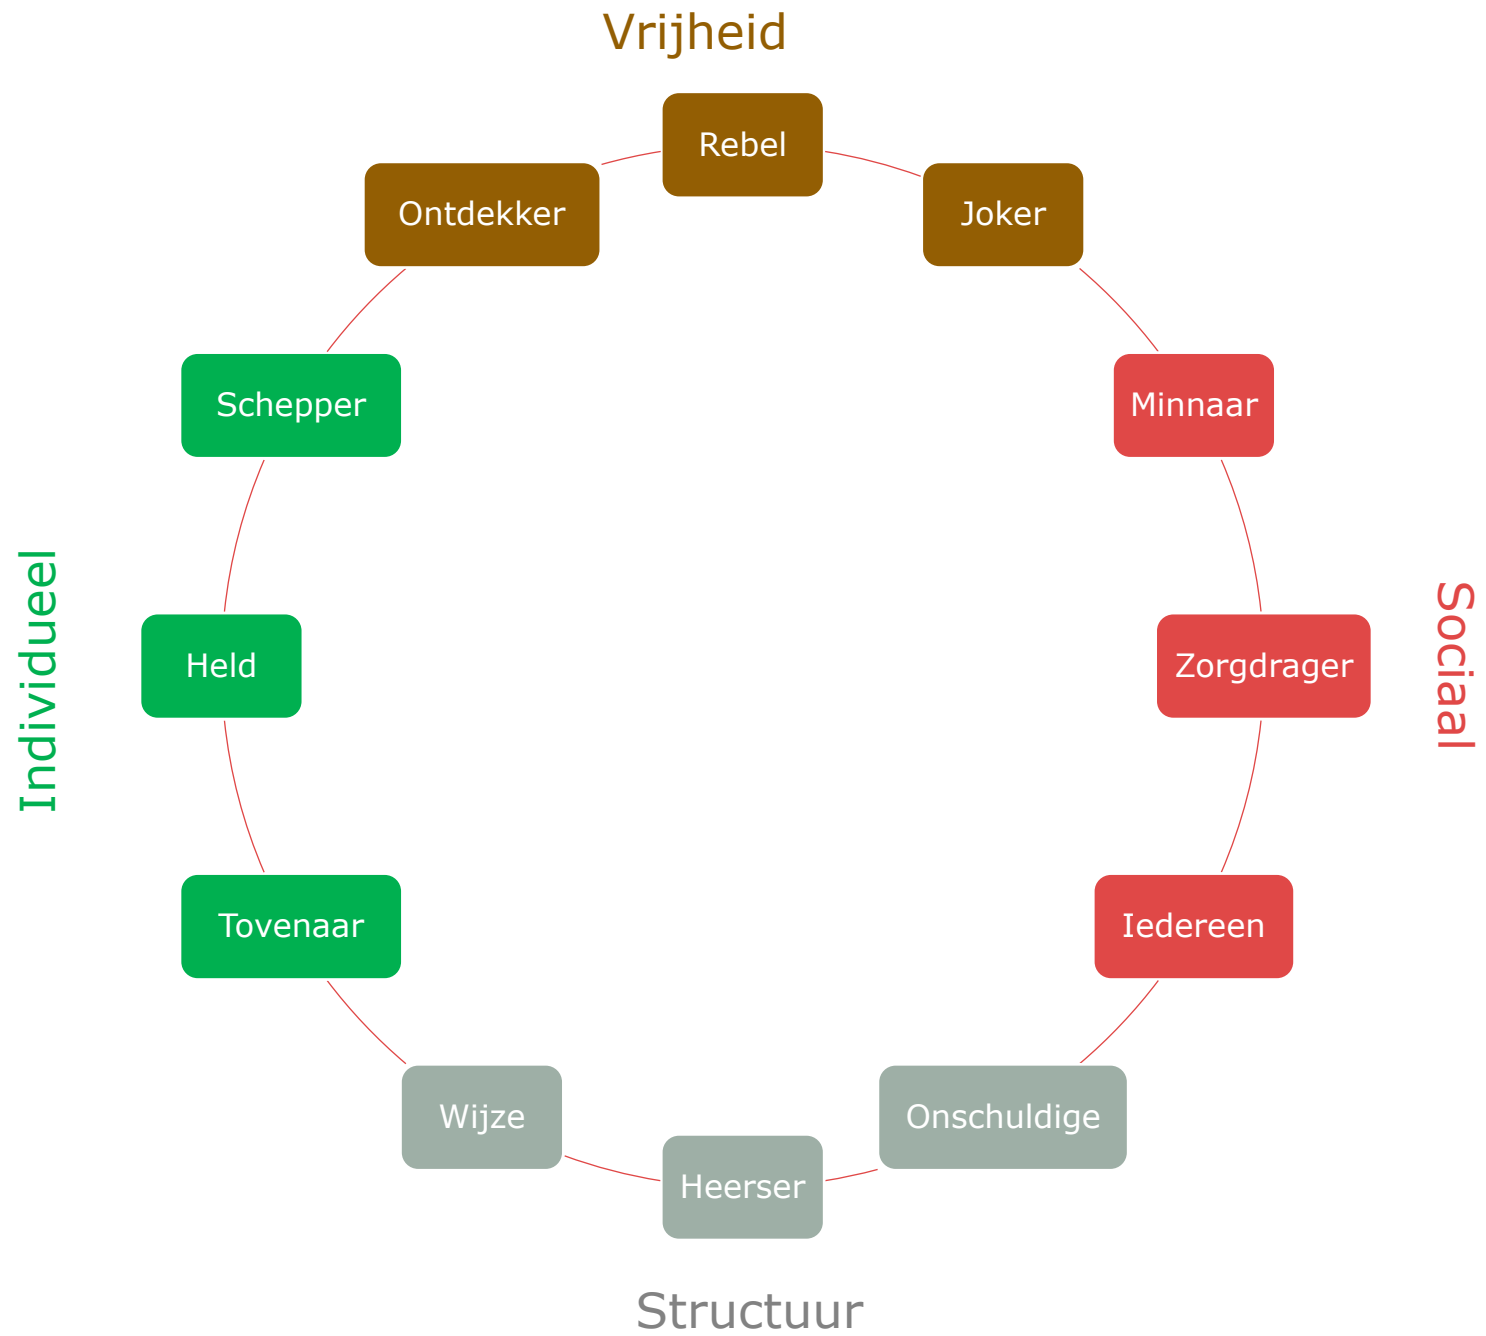 Vrijheid
Rebel
Ontdekker
Joker
Schepper
Minnaar
Individueel
Held
Zorgdrager
Sociaal
Tovenaar
Iedereen
Wijze
Onschuldige
Heerser
Structuur